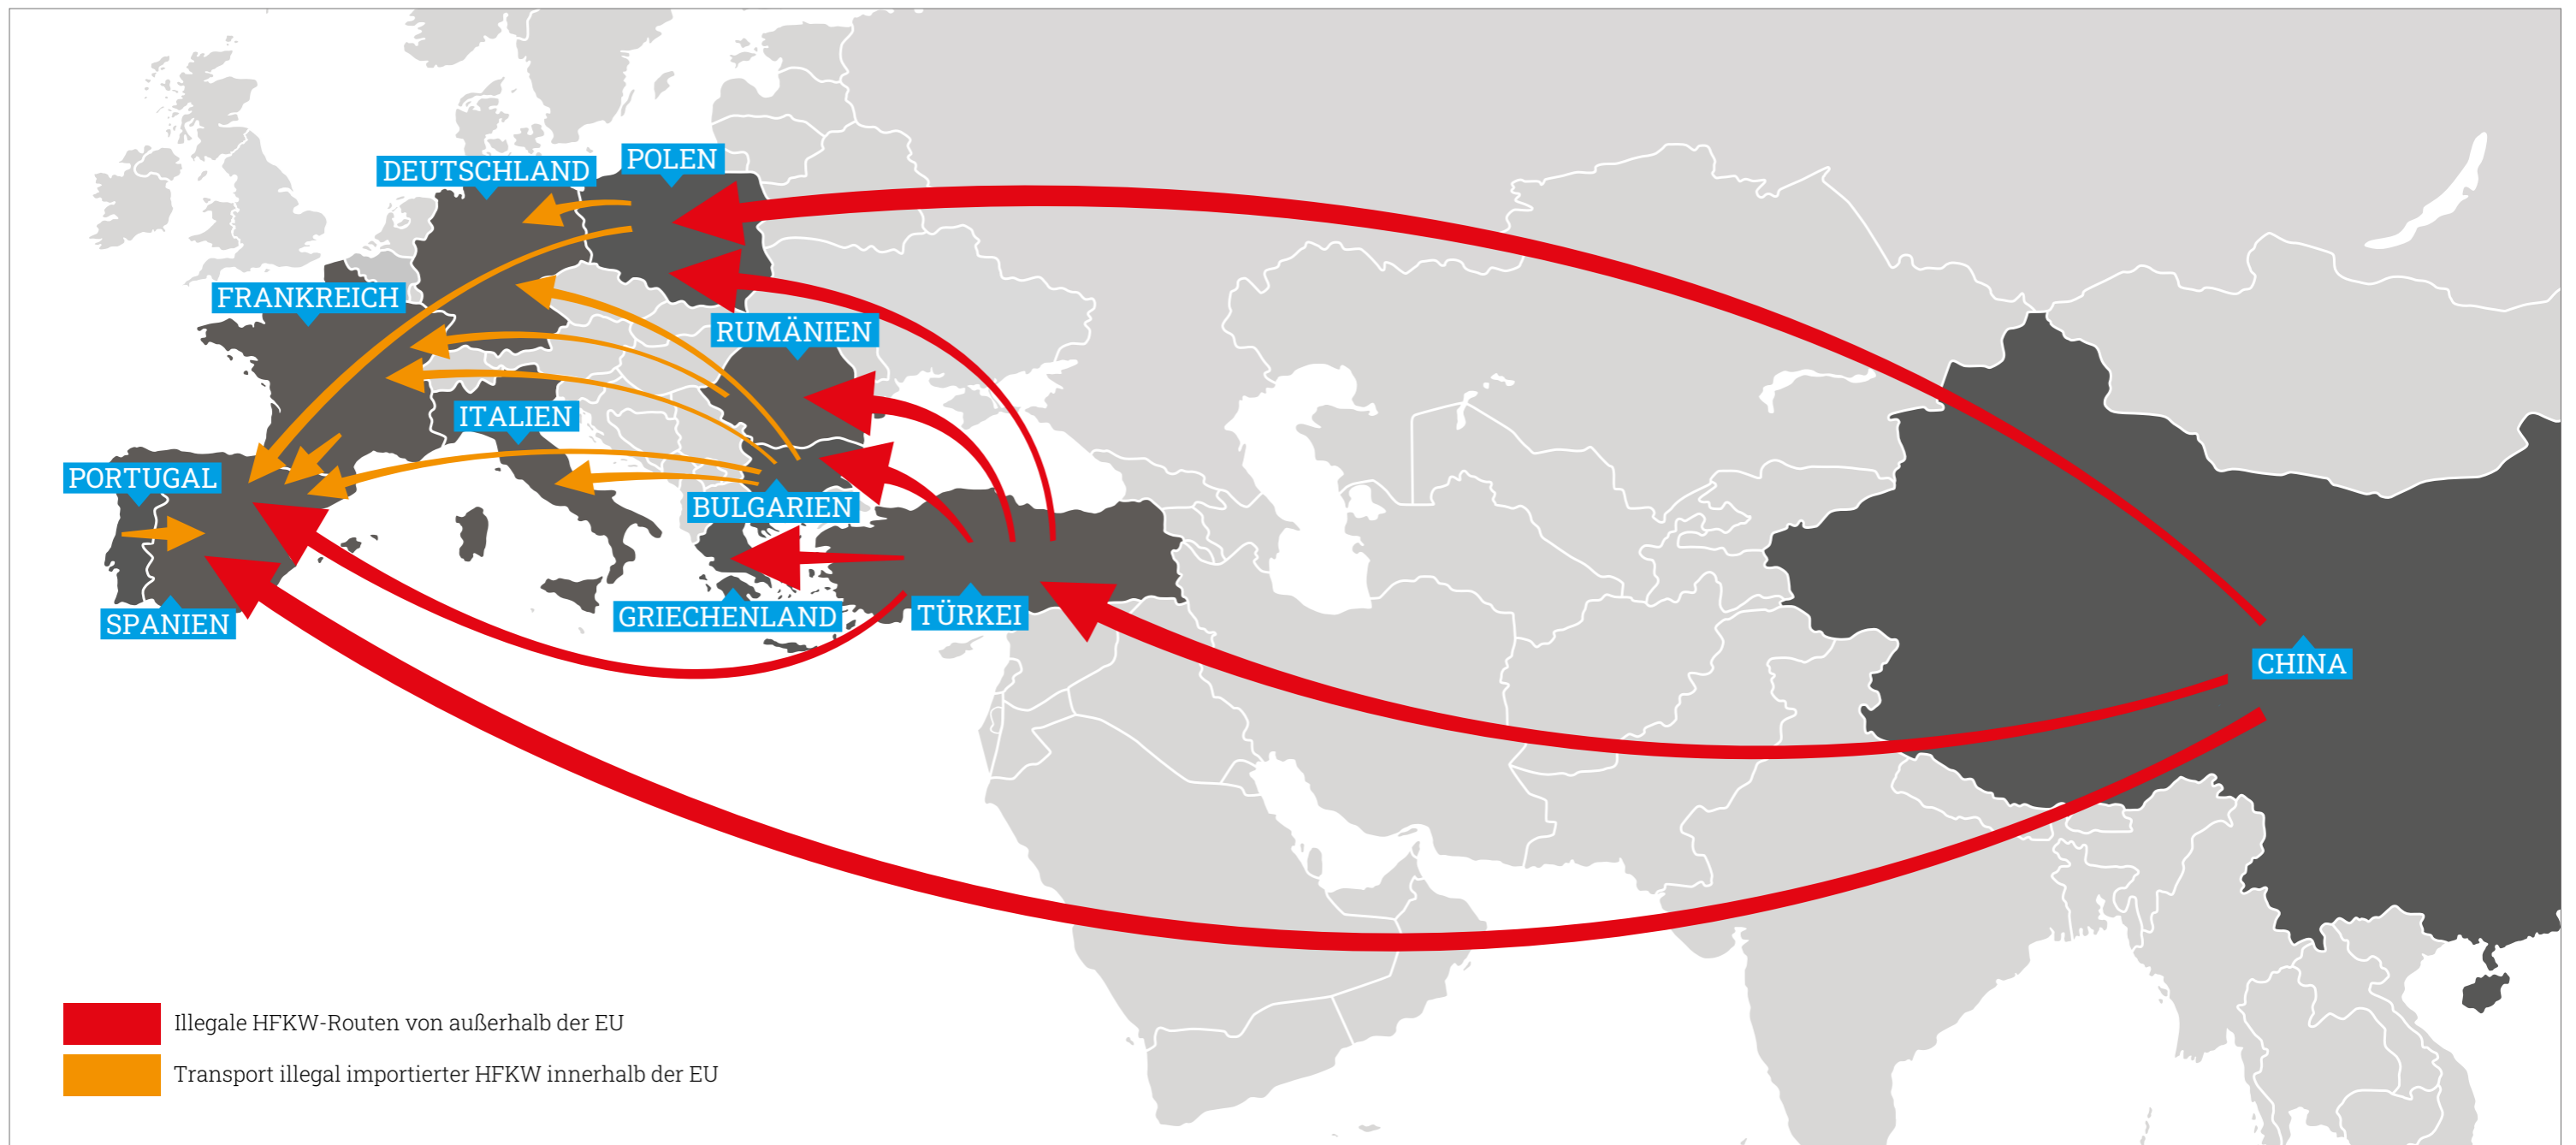 POLEN
DEUTSCHLAND
FRANKREICH
RUMÄNIEN
ITALIEN
PORTUGAL
BULGARIEN
SPANIEN
GRIECHENLAND
TÜRKEI
CHINA
Illegale HFKW-Routen von außerhalb der EU
Transport illegal importierter HFKW innerhalb der EU